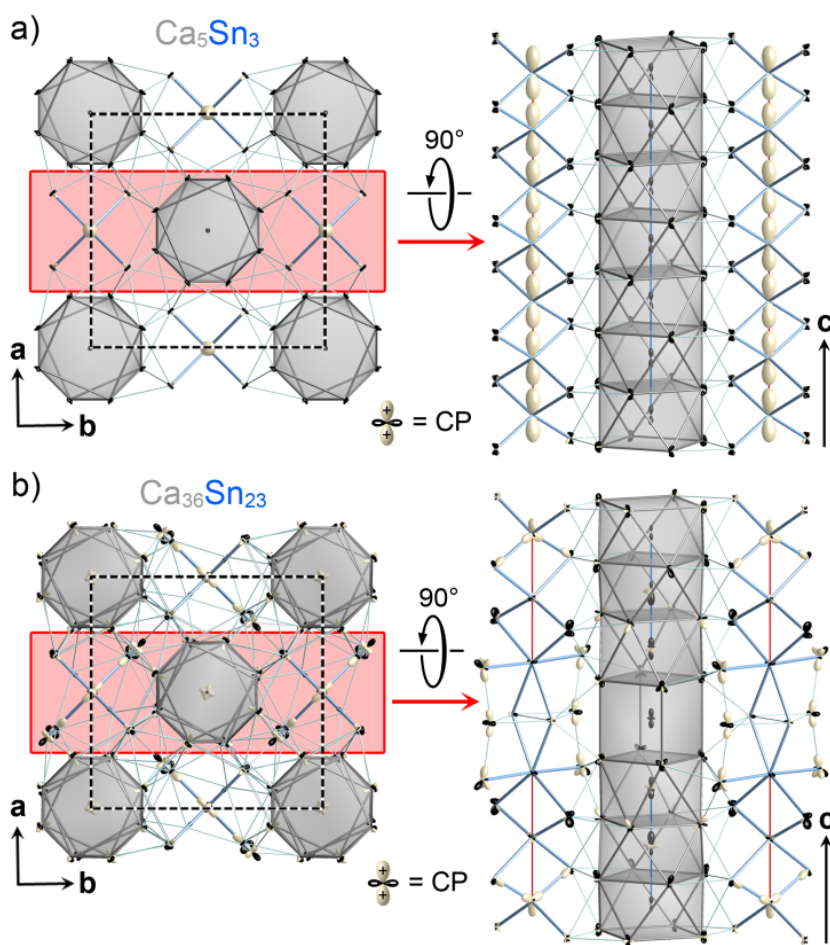 a) Ca₅Sn₃
90°
a
b
c
+
+
= CP
b) Ca₃₆Sn₂₃
90°
a
b
c
+
+
= CP